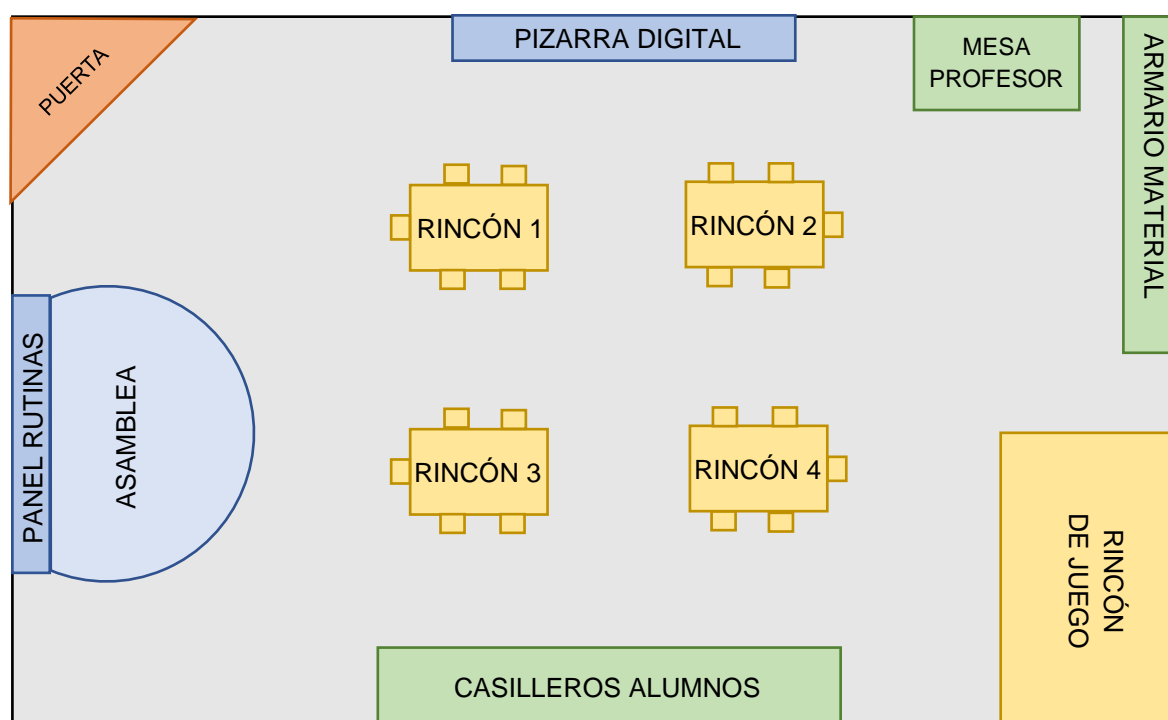 PUERTA
PIZARRA DIGITAL
MESA
PROFESOR
ARMARIO MATERIAL
RINCÓN 1
RINCÓN 2
PANEL RUTINAS
ASAMBLEA
RINCÓN 3
RINCÓN 4
RINCÓN
DE JUEGO
CASILLEROS ALUMNOS